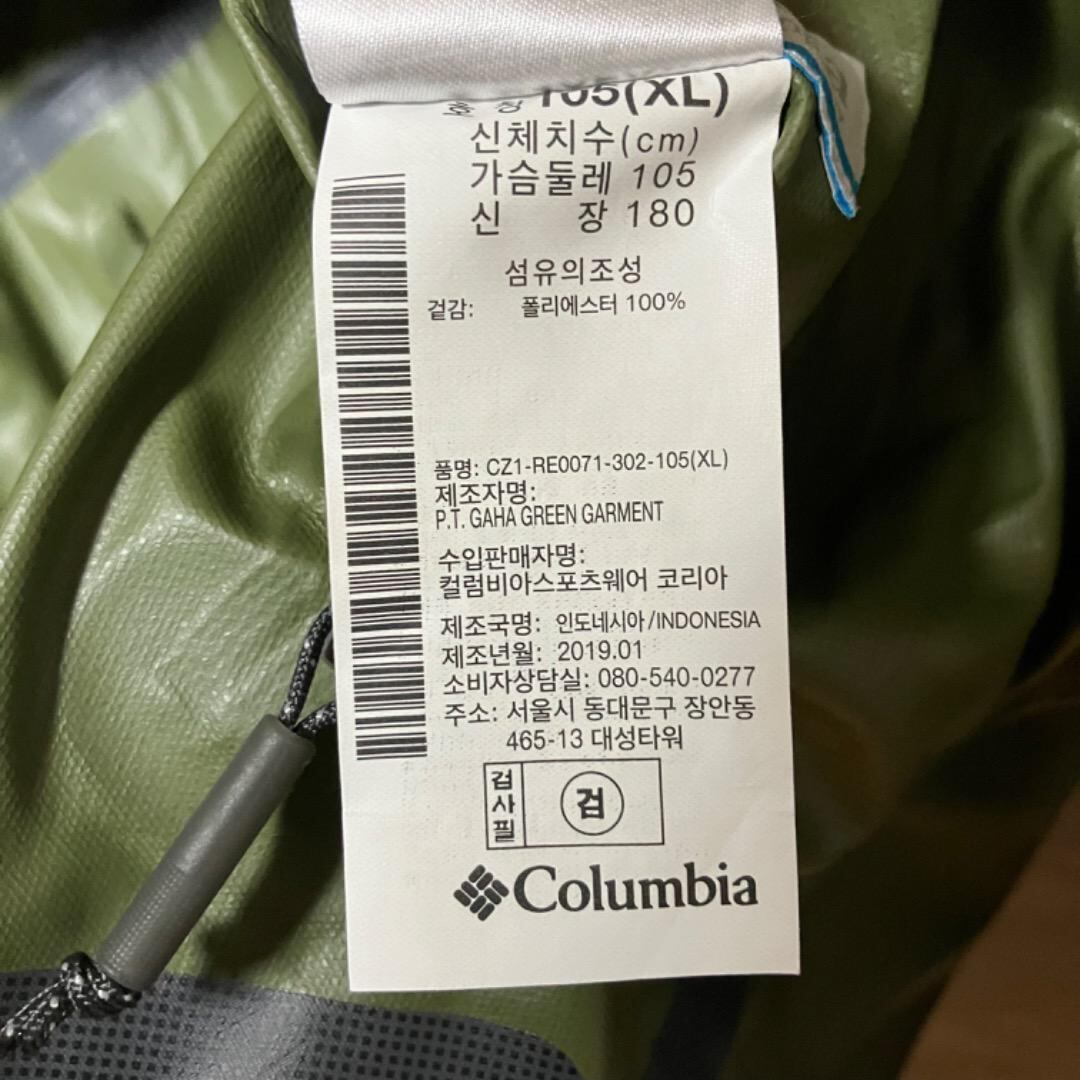 호칭 105(XL)
신체치수(cm)
가슴둘레 105
신 장 180
섬유의조성
겉감: 폴리에스터 100%
품명: CZ1-RE0071-302-105(XL)
제조자명:
P.T. GAHA GREEN GARMENT
수입판매자명:
컬럼비아스포츠웨어 코리아
제조국명: 인도네시아/INDONESIA
제조년월: 2019.01
소비자상담실: 080-540-0277
주소: 서울시 동대문구 장안동
465-13 대성타워
검사필 검
Columbia